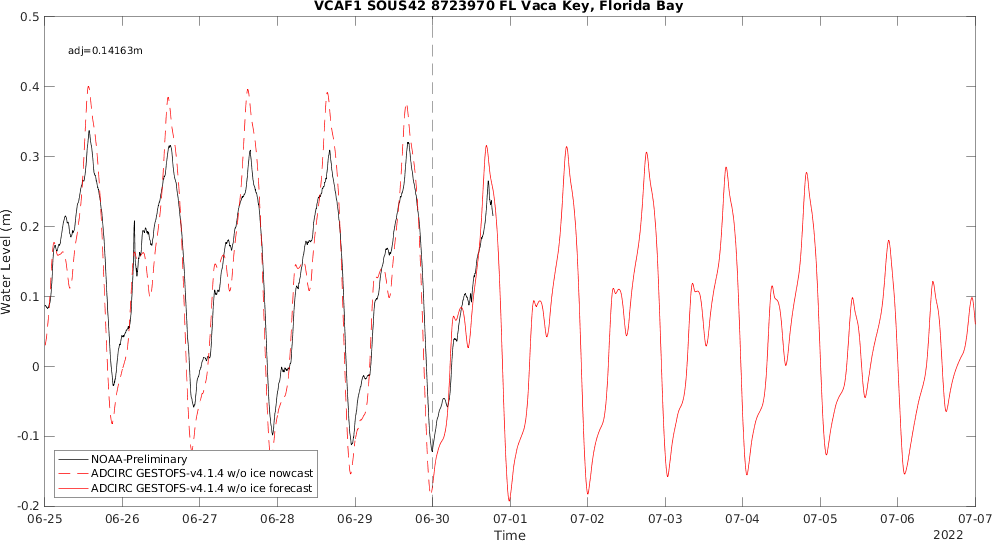 VCAF1 SOUS42 8723970 FL Vaca Key, Florida Bay
adj=0.14163m
Water Level (m)
0.5
0.4
0.3
0.2
0.1
0
-0.1
-0.2
NOAA-Preliminary
ADCIRC GESTOFS-v4.1.4 w/o ice nowcast
ADCIRC GESTOFS-v4.1.4 w/o ice forecast
06-25 06-26 06-27 06-28 06-29 06-30 07-01 07-02 07-03 07-04 07-05 07-06 07-07
Time
2022